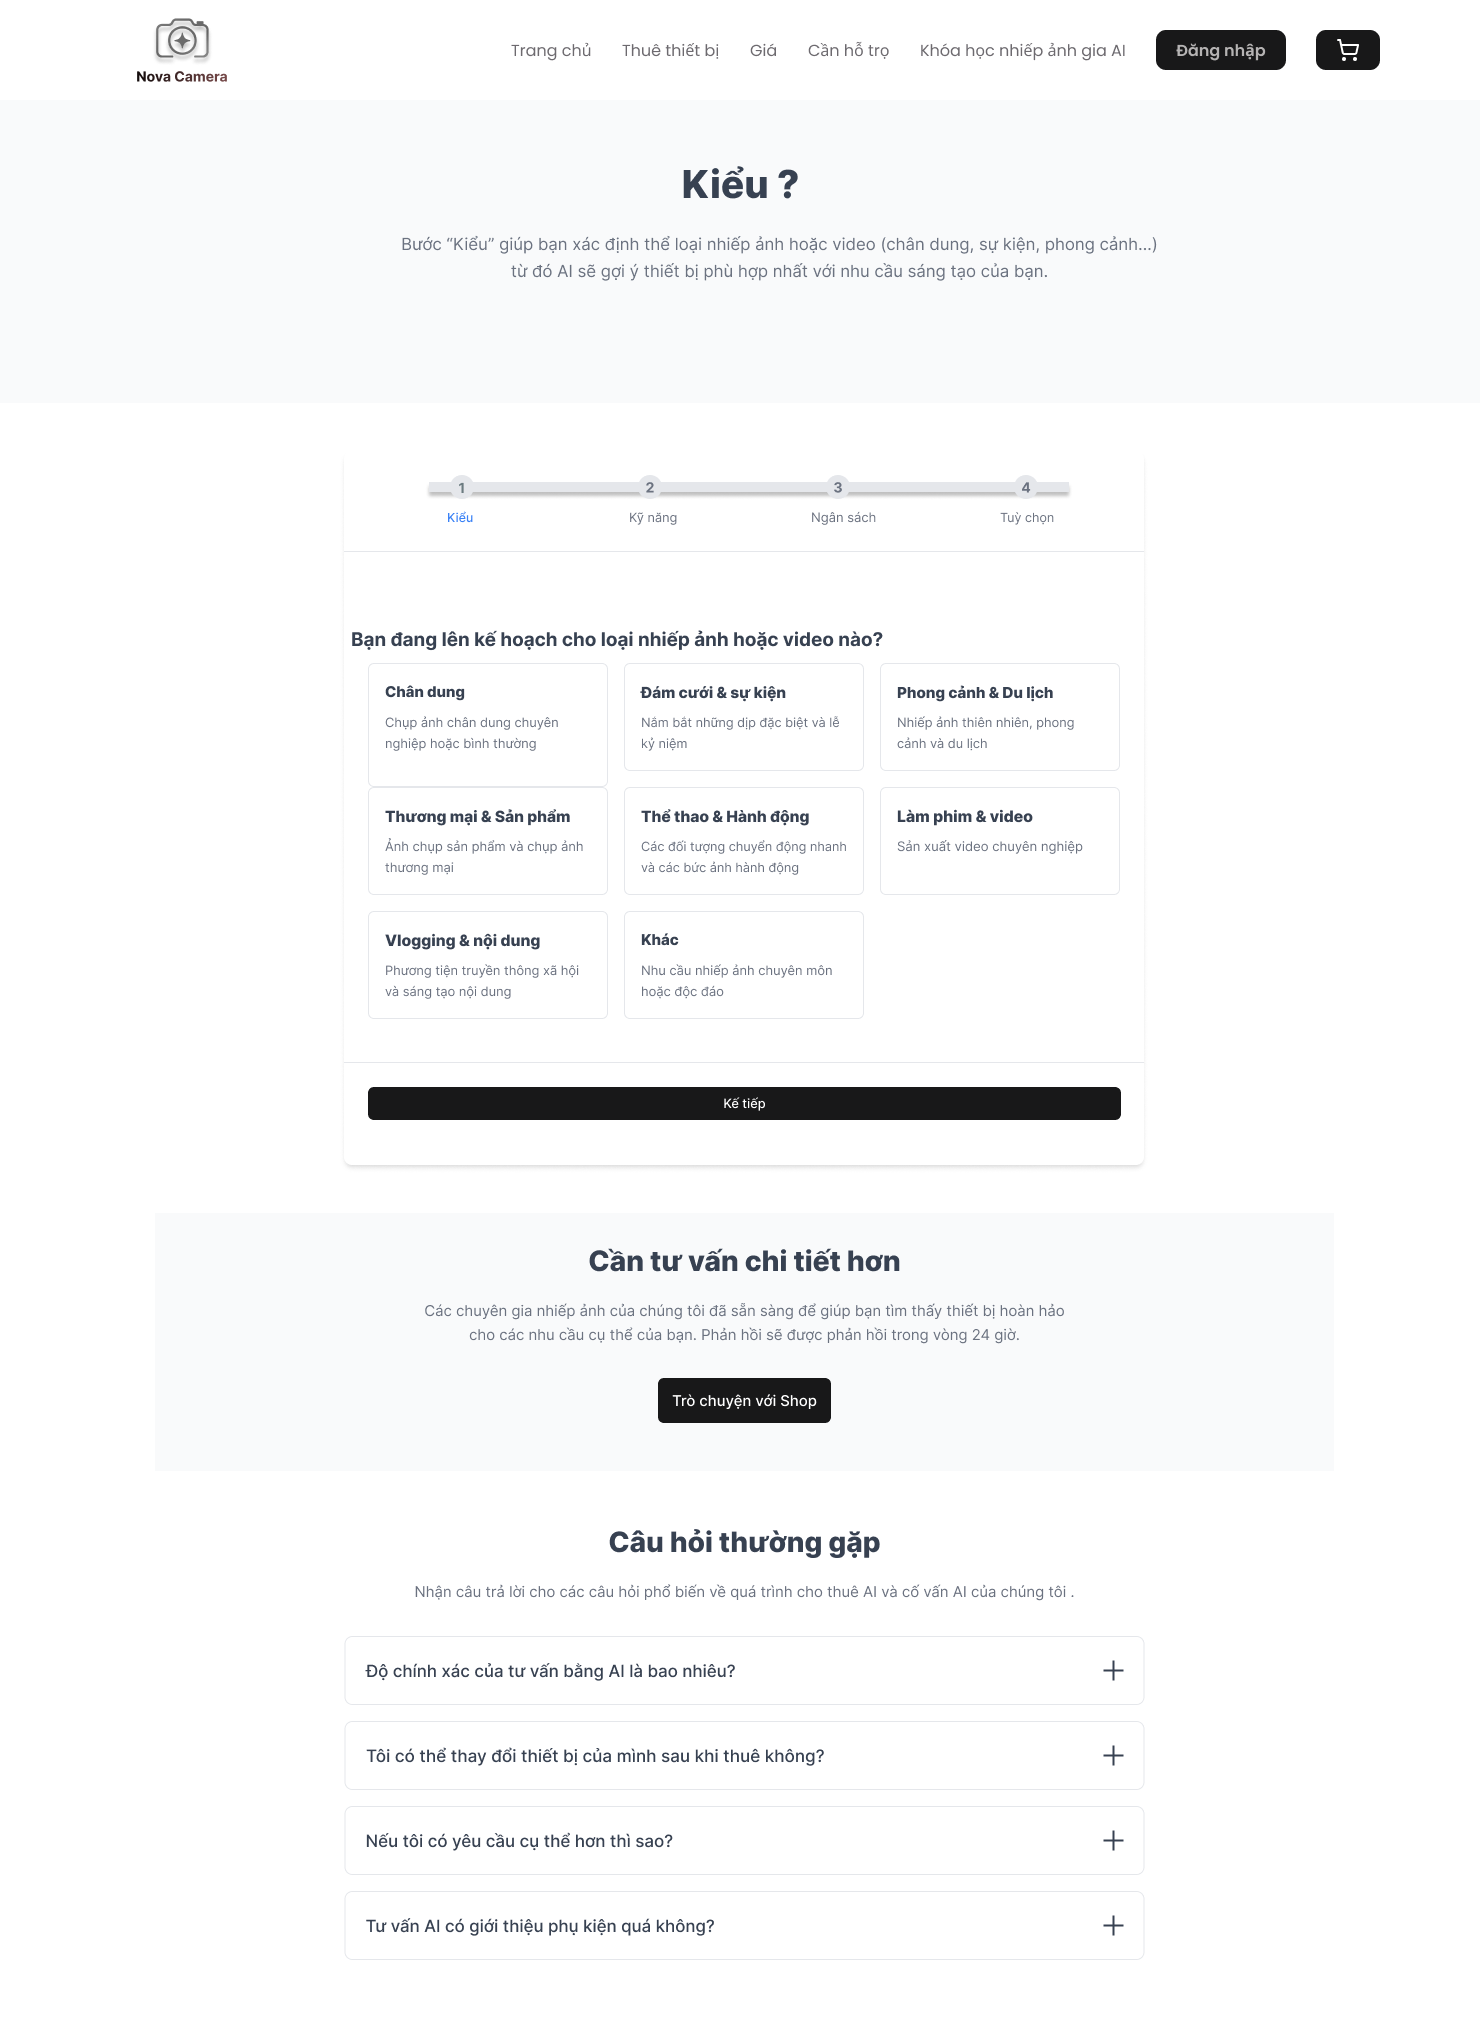 Nova Camera
Trang chủ
Thuê thiết bị
Giá
Cần hỗ trợ
Khóa học nhiếp ảnh gia AI
Đăng nhập
Kiểu ?
Bước “Kiểu” giúp bạn xác định thể loại nhiếp ảnh hoặc video (chân dung, sự kiện, phong cảnh...)
từ đó AI sẽ gợi ý thiết bị phù hợp nhất với nhu cầu sáng tạo của bạn.
1
2
3
4
Kiểu
Kỹ năng
Ngân sách
Tuỳ chọn
Bạn đang lên kế hoạch cho loại nhiếp ảnh hoặc video nào?
Chân dung
Chụp ảnh chân dung chuyên
nghiệp hoặc bình thường
Đám cưới & sự kiện
Nắm bắt những dịp đặc biệt và lễ
kỷ niệm
Phong cảnh & Du lịch
Nhiếp ảnh thiên nhiên, phong
cảnh và du lịch
Thương mại & Sản phẩm
Ảnh chụp sản phẩm và chụp ảnh
thương mại
Thể thao & Hành động
Các đối tượng chuyển động nhanh
và các bức ảnh hành động
Làm phim & video
Sản xuất video chuyên nghiệp
Vlogging & nội dung
Phương tiện truyền thông xã hội
và sáng tạo nội dung
Khác
Nhu cầu nhiếp ảnh chuyên môn
hoặc độc đáo
Kế tiếp
Cần tư vấn chi tiết hơn
Các chuyên gia nhiếp ảnh của chúng tôi đã sẵn sàng để giúp bạn tìm thấy thiết bị hoàn hảo
cho các nhu cầu cụ thể của bạn. Phản hồi sẽ được phản hồi trong vòng 24 giờ.
Trò chuyện với Shop
Câu hỏi thường gặp
Nhận câu trả lời cho các câu hỏi phổ biến về quá trình cho thuê AI và cố vấn AI của chúng tôi .
Độ chính xác của tư vấn bằng AI là bao nhiêu?
Tôi có thể thay đổi thiết bị của mình sau khi thuê không?
Nếu tôi có yêu cầu cụ thể hơn thì sao?
Tư vấn AI có giới thiệu phụ kiện quá không?